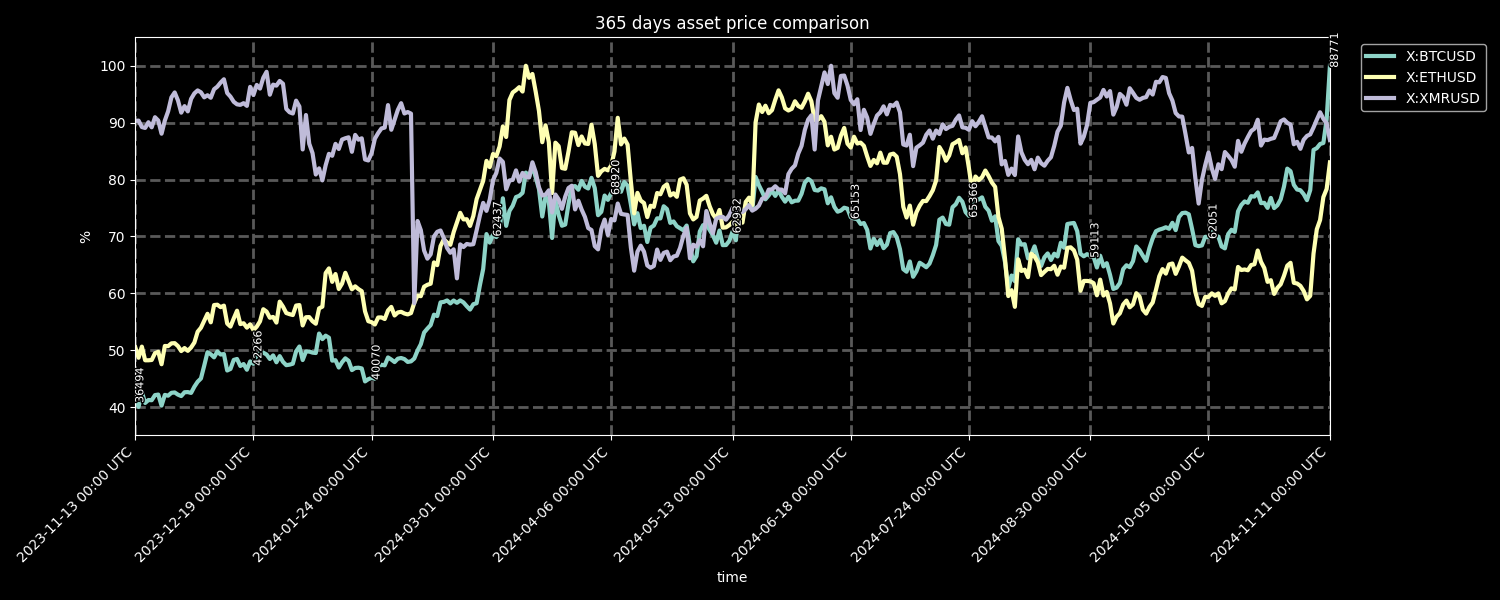 365 days asset price comparison
88771
X:BTCUSD
X:ETHUSD
X:XMRUSD
100
90
80
70
60
50
40
%
36494
42266
40070
62437
68920
62932
65153
65366
59113
62051
2023-11-13 00:00 UTC
2023-12-19 00:00 UTC
2024-01-24 00:00 UTC
2024-03-01 00:00 UTC
2024-04-06 00:00 UTC
2024-05-13 00:00 UTC
2024-06-18 00:00 UTC
2024-07-24 00:00 UTC
2024-08-30 00:00 UTC
2024-10-05 00:00 UTC
2024-11-11 00:00 UTC
time